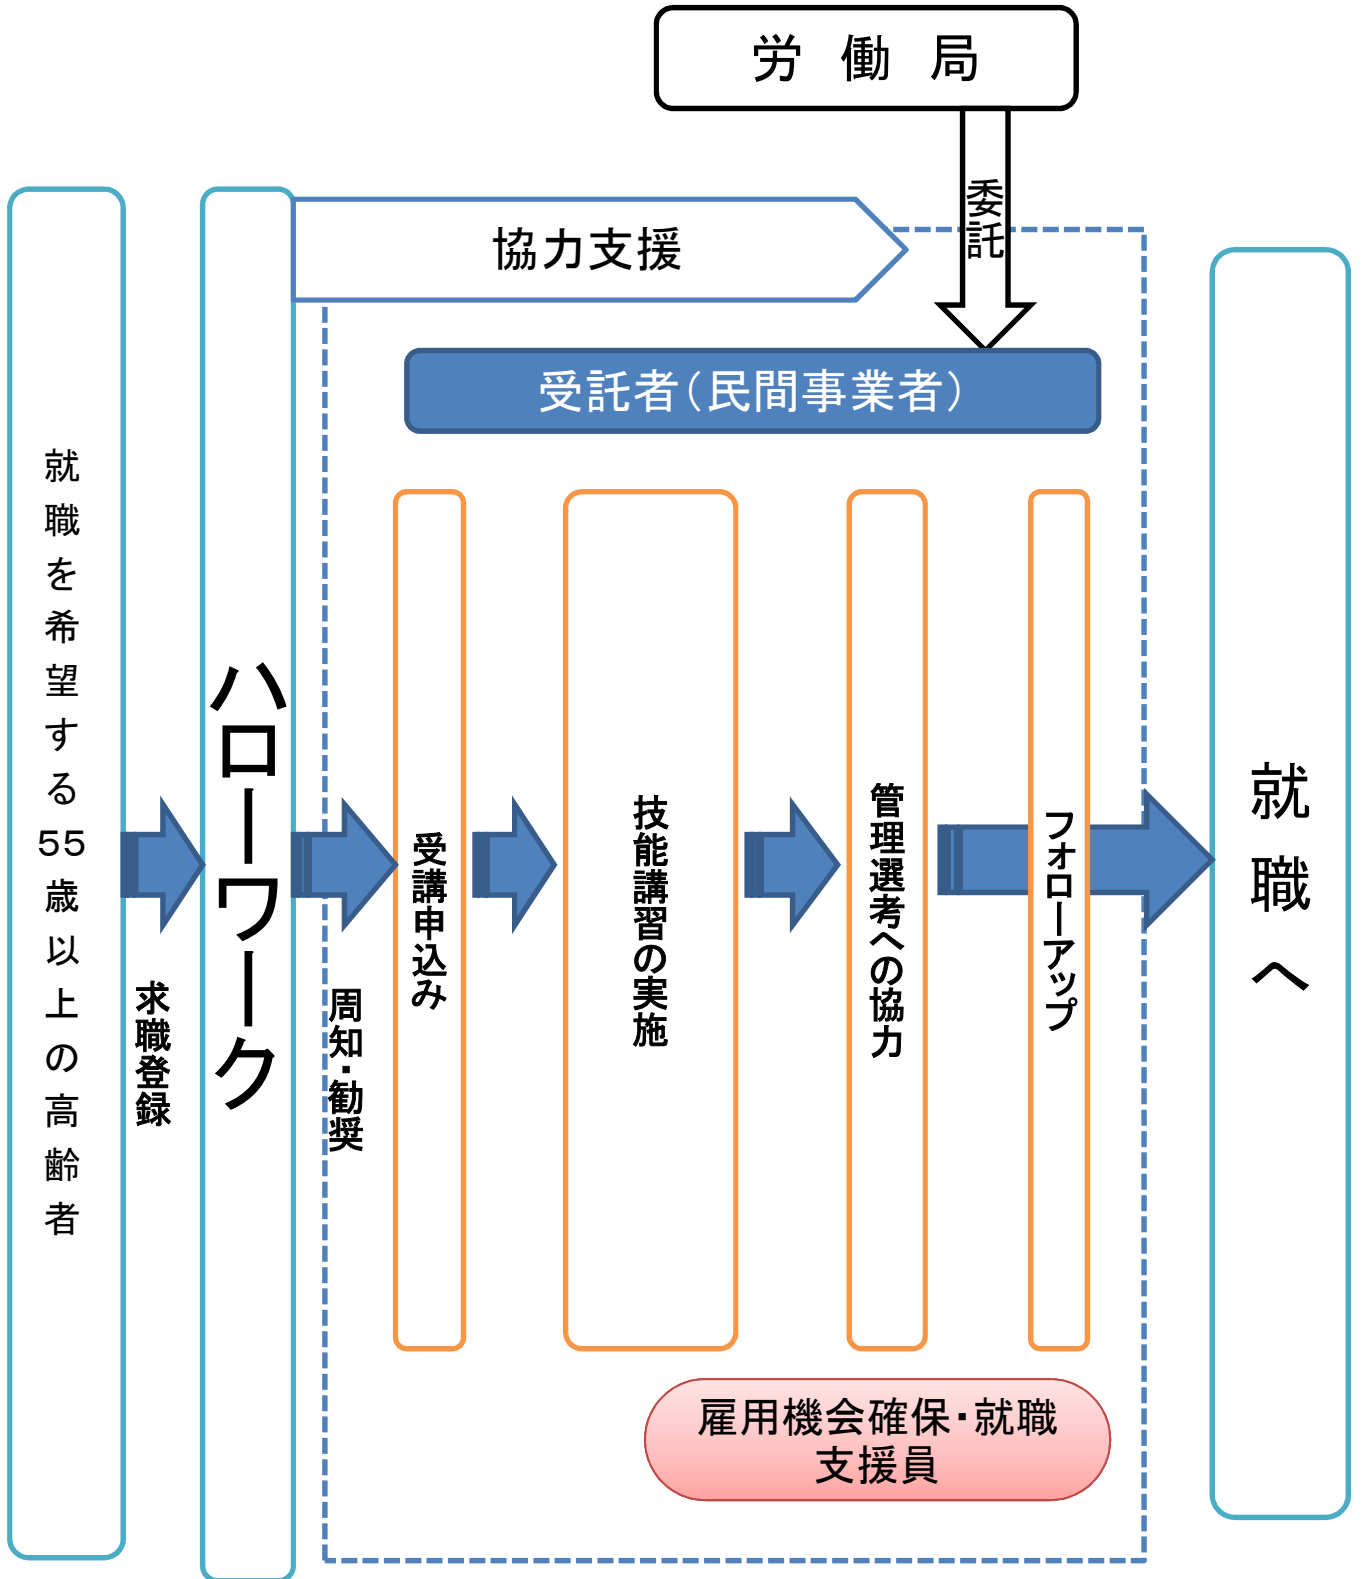 労　働　局
委託
協力支援
受託者（民間事業者）
就職を希望する55歳以上の高齢者
求職登録
ハローワーク
周知・勧奨
受講申込み
技能講習の実施
管理選考への協力
フォローアップ
就職へ
雇用機会確保・就職
支援員